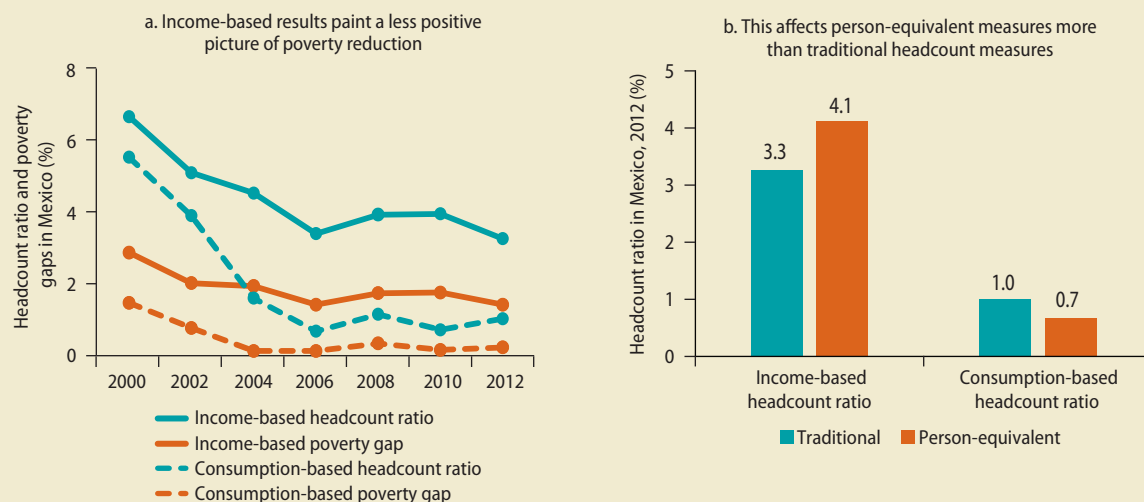 a. Income-based results paint a less positive
picture of poverty reduction
Headcount ratio and poverty
gaps in Mexico (%)
8
6
4
2
0
2000 2002 2004 2006 2008 2010 2012
Income-based headcount ratio
Income-based poverty gap
Consumption-based headcount ratio
Consumption-based poverty gap
b. This affects person-equivalent measures more
than traditional headcount measures
Headcount ratio in Mexico, 2012 (%)
5
4
3
2
1
0
3.3
4.1
1.0
0.7
Income-based
headcount ratio
Consumption-based
headcount ratio
Traditional Person-equivalent